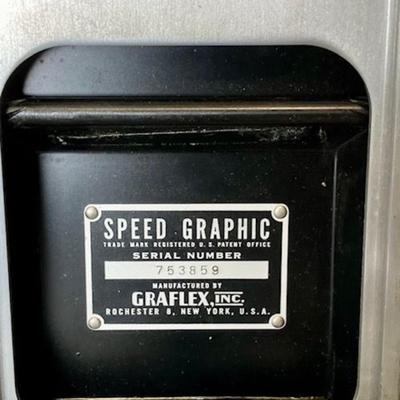 SPEED GRAPHIC
TRADE MARK REGISTERED U.S. PATENT OFFICE
SERIAL NUMBER
753859
MANUFACTURED BY
GRAFLEX, INC.
ROCHESTER 8, NEW YORK, U.S.A.